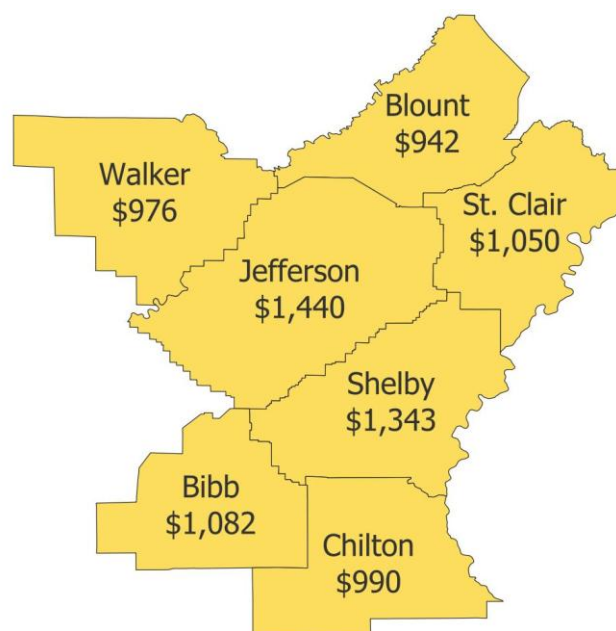 Blount
$942
Walker
$976
St. Clair
$1,050
Jefferson
$1,440
Shelby
$1,343
Bibb
$1,082
Chilton
$990